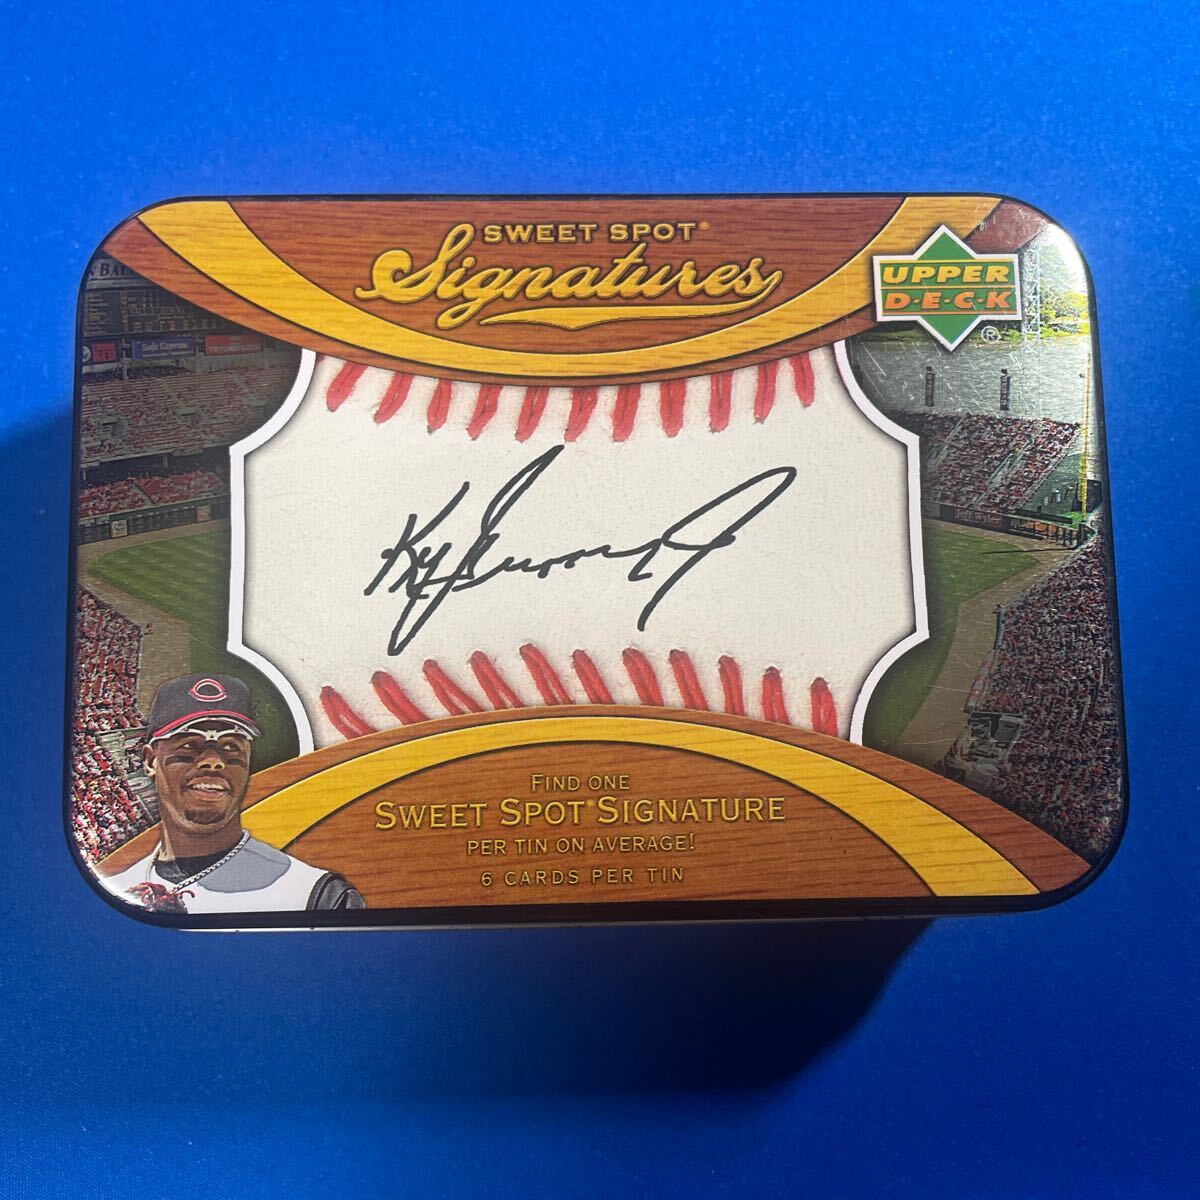 SWEET SPOT®
Signatures
UPPER
D·E·C·K
®
FIND ONE
SWEET SPOT® SIGNATURE
PER TIN ON AVERAGE!
6 CARDS PER TIN